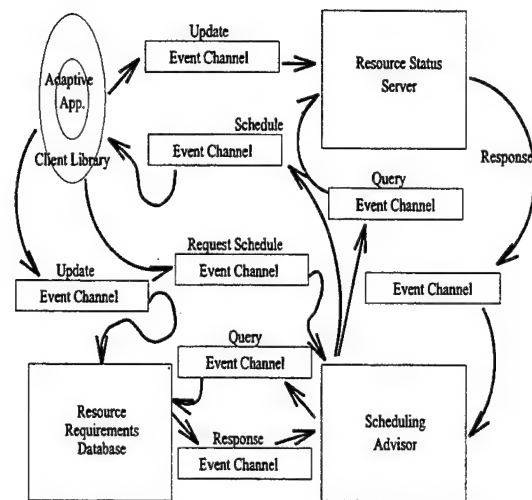 Update
Event Channel
Resource Status
Server
Adaptive
App.
Client Library
Schedule
Event Channel
Response
Query
Event Channel
Request Schedule
Event Channel
Update
Event Channel
Event Channel
Query
Event Channel
Resource
Requirements
Database
Response
Event Channel
Scheduling
Advisor